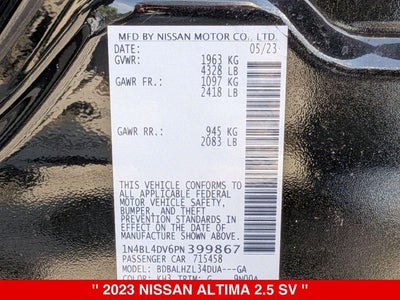 MFD BY NISSAN MOTOR CO., LTD.
DATE: 05/23
GVWR: 1963 KG
4328 LB
GAWR FR.: 1097 KG
2418 LB
GAWR RR.: 945 KG
2083 LB
THIS VEHICLE CONFORMS TO ALL
APPLICABLE FEDERAL
MOTOR VEHICLE SAFETY,
BUMPER, AND THEFT
PREVENTION STANDARDS IN
EFFECT ON THE DATE OF
MANUFACTURE SHOWN ABOVE.
1N4BL4DV6PN399867
PASSENGER CAR 715458
MODEL: BDBALHZL34DUA---GA
COLOR: KH3 TRIM: G
" 2023 NISSAN ALTIMA 2.5 SV "